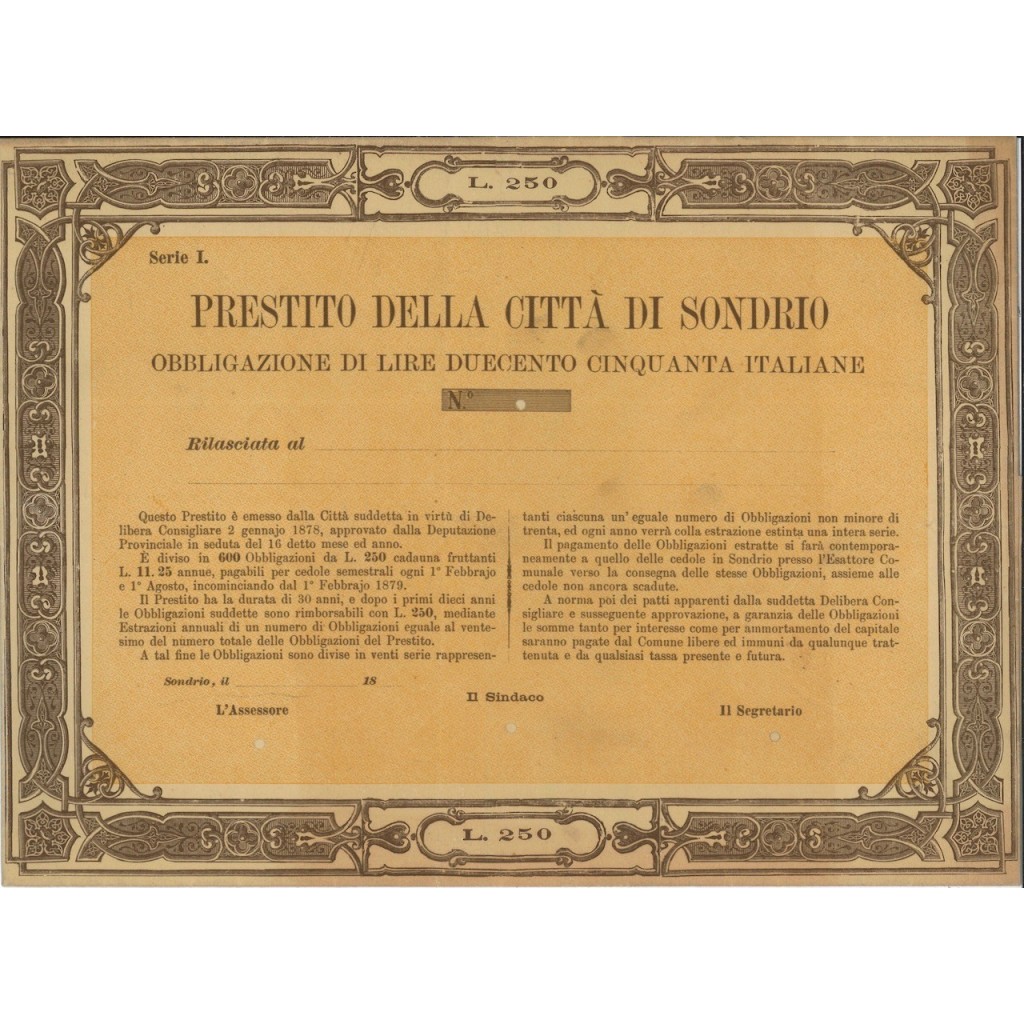 L. 250
Serie I.
PRESTITO DELLA CITTÀ DI SONDRIO
OBBLIGAZIONE DI LIRE DUECENTO CINQUANTA ITALIANE
N.º
Rilasciata al
Questo Prestito è emesso dalla Città suddetta in virtù di De-
libera Consigliare 2 gennajo 1878, approvato dalla Deputazione
Provinciale in seduta del 16 detto mese ed anno.
È diviso in 600 Obbligazioni da L. 250 cadauna fruttanti
L. 11. 25 annue, pagabili per cedole semestrali ogni 1º Febbrajo
e 1º Agosto, incominciando dal 1º Febbrajo 1879.
Il Prestito ha la durata di 30 anni, e dopo i primi dieci anni
le Obbligazioni suddette sono rimborsabili con L. 250, mediante
Estrazioni annuali di un numero di Obbligazioni eguale al vente-
simo del numero totale delle Obbligazioni del Prestito.
A tal fine le Obbligazioni sono divise in venti serie rappresen-
tanti ciascuna un' eguale numero di Obbligazioni non minore di
trenta, ed ogni anno verrà colla estrazione estinta una intera serie.
Il pagamento delle Obbligazioni estratte si farà contempora-
neamente a quello delle cedole in Sondrio presso l'Esattore Co-
munale verso la consegna delle stesse Obbligazioni, assieme alle
cedole non ancora scadute.
A norma poi dei patti apparenti dalla suddetta Delibera Con-
sigliare e susseguente approvazione, a garanzia delle Obbligazioni
le somme tanto per interesse come per ammortamento del capitale
saranno pagate dal Comune libere ed immuni da qualunque trat-
tenuta e da qualsiasi tassa presente e futura.
Sondrio, il 18
Il Sindaco
L'Assessore
Il Segretario
L. 250